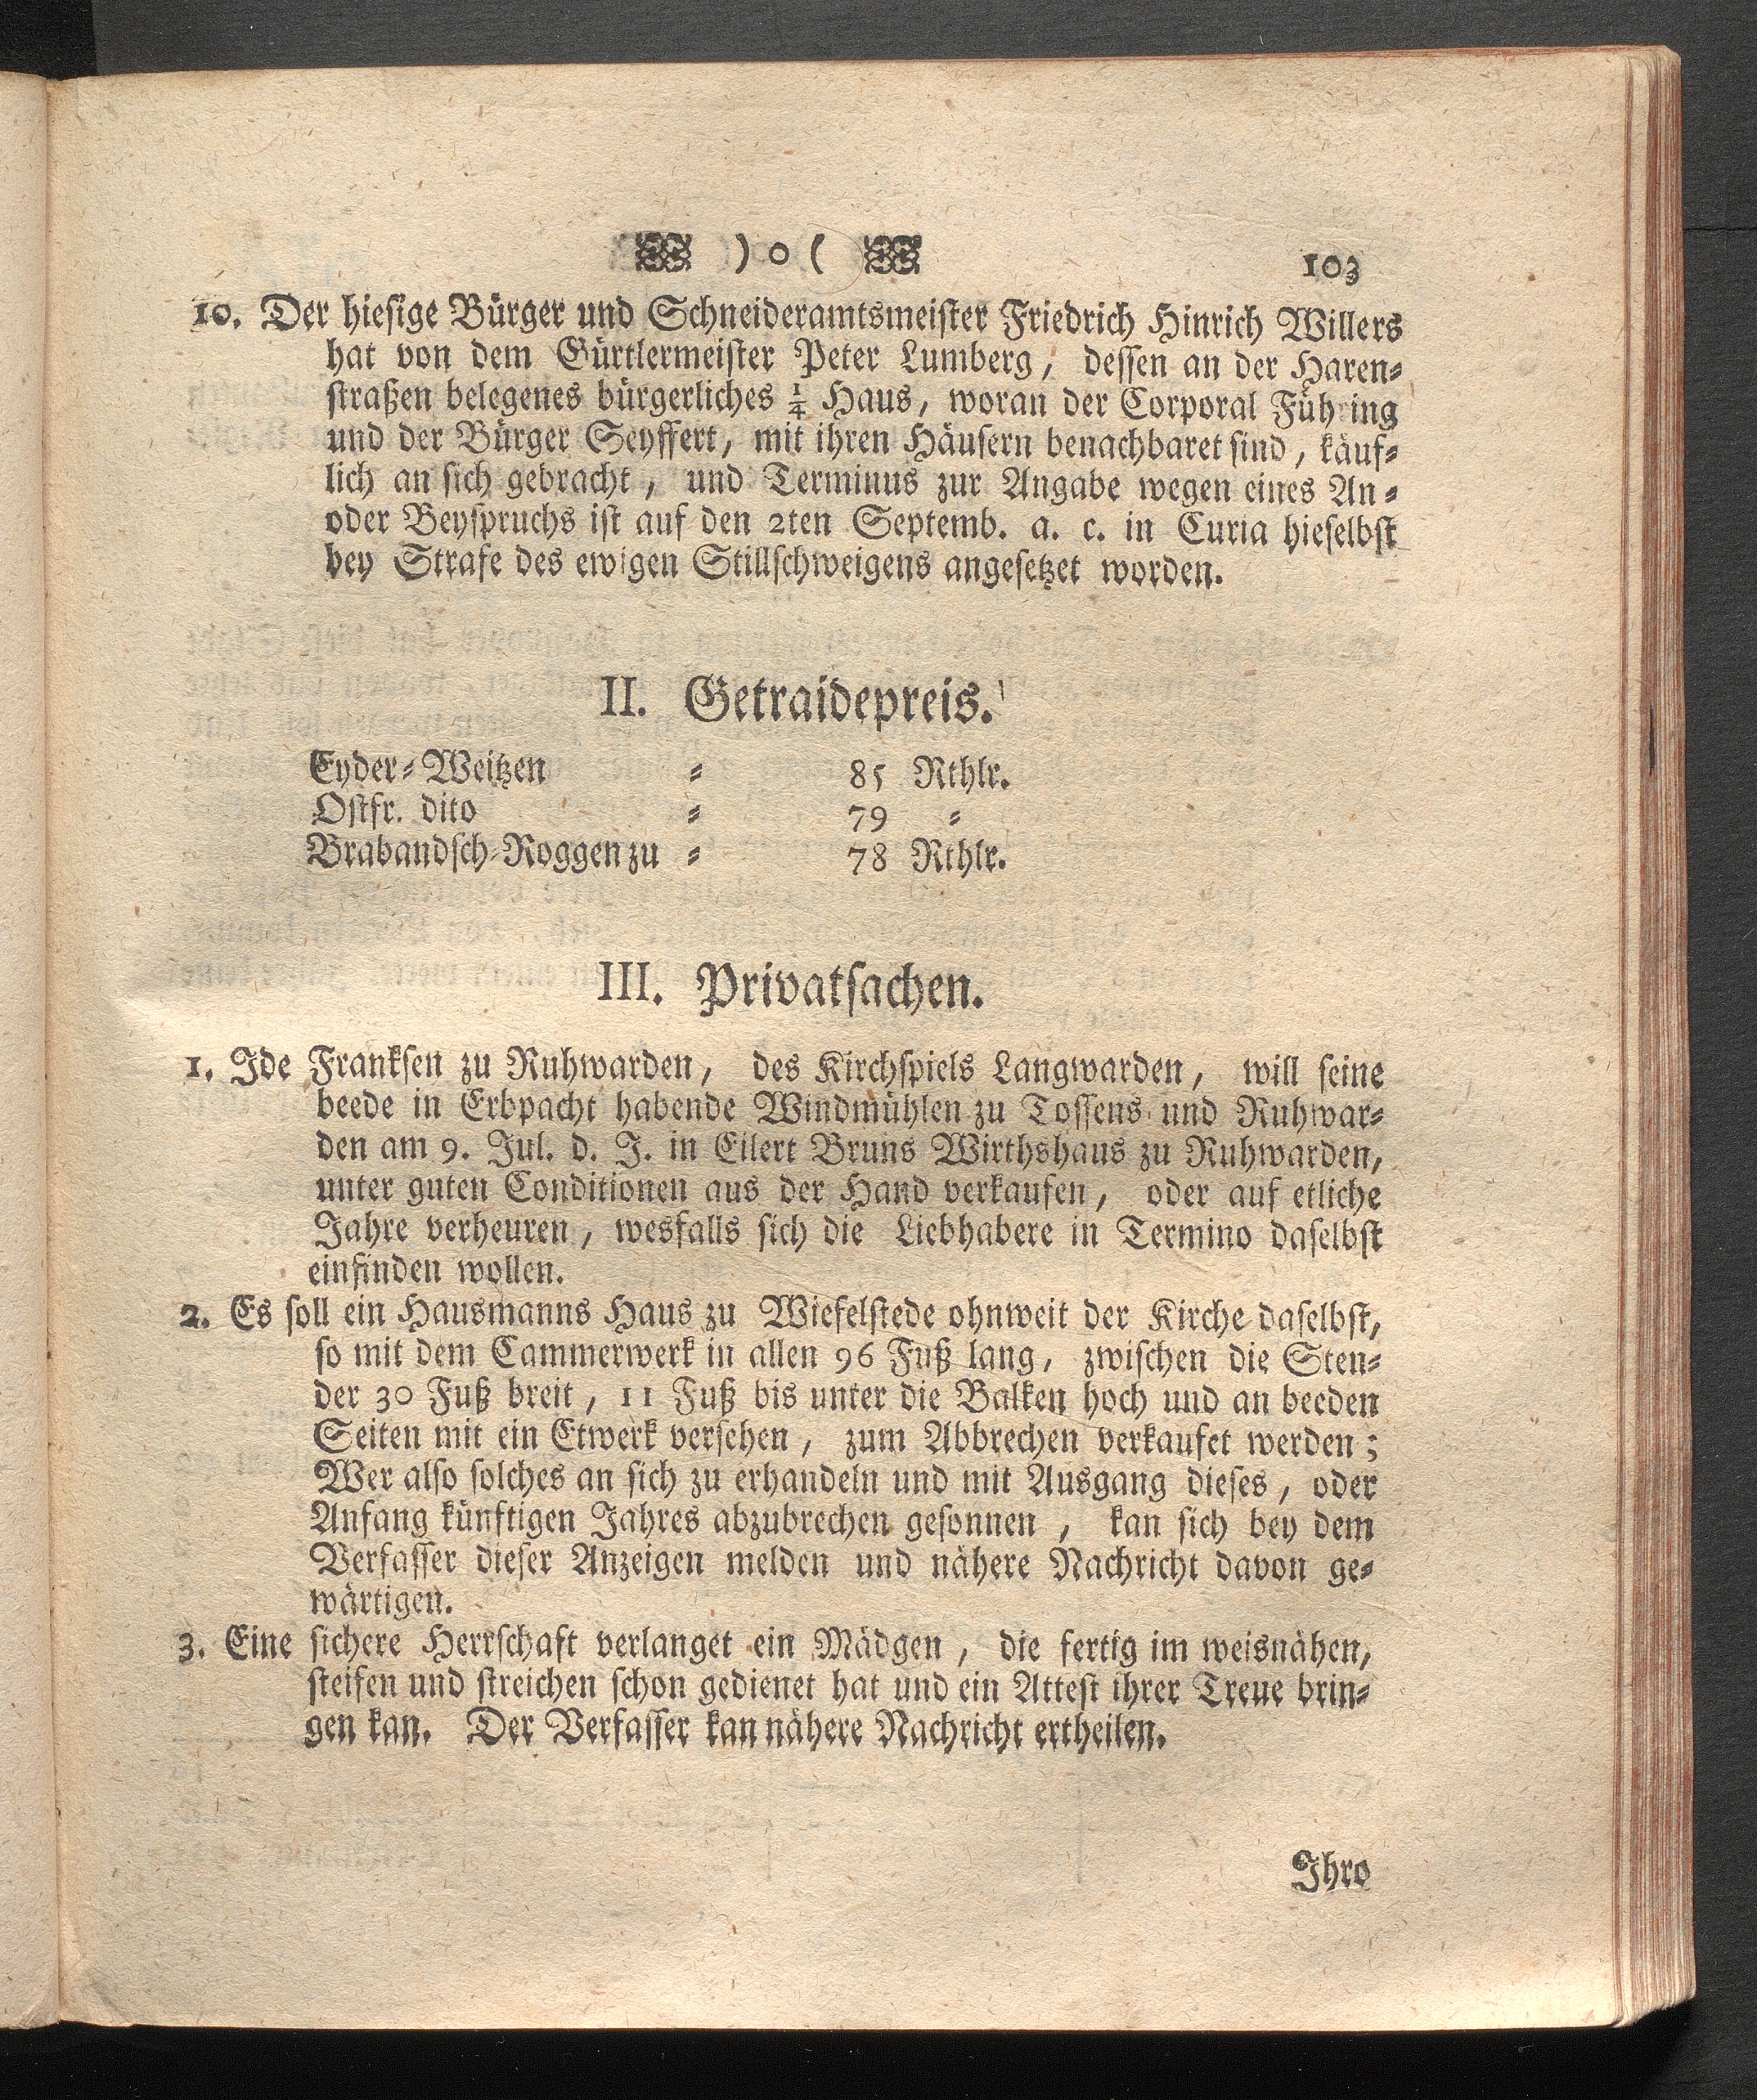 ) o ( 103
10. Der hiesige Bürger und Schneideramtsmeister Friedrich Hinrich Willers
hat von dem Gürtlermeister Peter Lumberg, dessen an der Haren-
straßen belegenes bürgerliches 1/4 Haus, woran der Corporal Führing
und der Bürger Seyffert, mit ihren Häusern benachbaret sind, käuf-
lich an sich gebracht, und Terminus zur Angabe wegen eines An-
oder Beyspruchs ist auf den 2ten Septemb. a. c. in Curia hieselbst
bey Strafe des ewigen Stillschweigens angesetzet worden.
II. Getraidepreis.
Eyder-Weitzen - 85 Rthlr.
Ostfr. dito - 79 -
Brabandsch-Roggen zu - 78 Rthlr.
III. Privatsachen.
1. Ide Franksen zu Ruhwarden, des Kirchspiels Langwarden, will seine
beede in Erbpacht habende Windmühlen zu Tossens und Ruhwar-
den am 9. Jul. d. J. in Eilert Bruns Wirthshaus zu Ruhwarden,
unter guten Conditionen aus der Hand verkaufen, oder auf etliche
Jahre verheuren, wesfalls sich die Liebhabere in Termino daselbst
einfinden wollen.
2. Es soll ein Hausmanns Haus zu Wiefelstede ohnweit der Kirche daselbst,
so mit dem Cammerwerk in allen 96 Fuß lang, zwischen die Sten-
der 30 Fuß breit, 11 Fuß bis unter die Balken hoch und an beeden
Seiten mit ein Etwerk versehen, zum Abbrechen verkaufet werden;
Wer also solches an sich zu erhandeln und mit Ausgang dieses, oder
Anfang künftigen Jahres abzubrechen gesonnen, kan sich bey dem
Verfasser dieser Anzeigen melden und nähere Nachricht davon ge-
wärtigen.
3. Eine sichere Herrschaft verlanget ein Mädgen, die fertig im weisnähen,
steifen und streichen schon gedienet hat und ein Attest ihrer Treue brin-
gen kan. Der Verfasser kan nähere Nachricht ertheilen.
Ihro